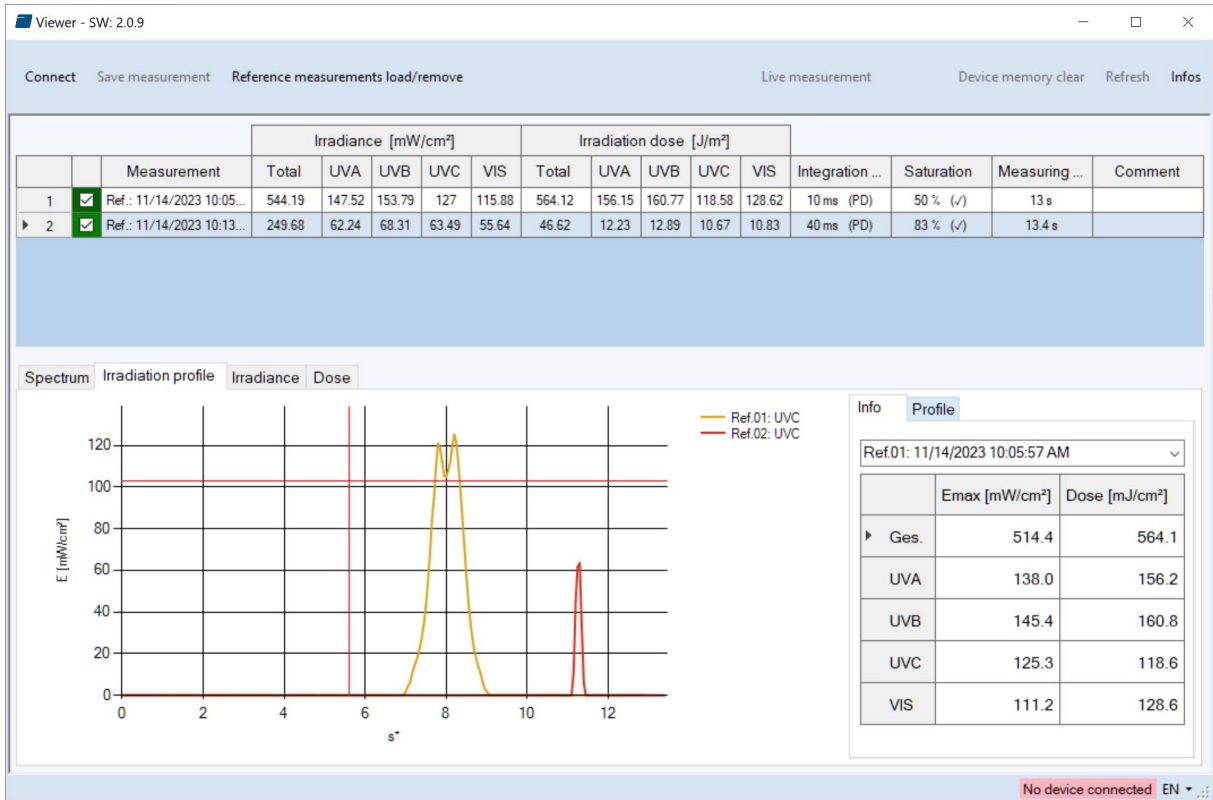 Viewer - SW: 2.0.9
Connect Save measurement Reference measurements load/remove Live measurement Device memory clear Refresh Infos
Irradiance [mW/cm²] Irradiation dose [J/m²]
Measurement Total UVA UVB UVC VIS Total UVA UVB UVC VIS Integration ... Saturation Measuring ... Comment
1 Ref.: 11/14/2023 10:05... 544.19 147.52 153.79 127 115.88 564.12 156.15 160.77 118.58 128.62 10 ms (PD) 50 % (✓) 13 s
2 Ref.: 11/14/2023 10:13... 249.68 62.24 68.31 63.49 55.64 46.62 12.23 12.89 10.67 10.83 40 ms (PD) 83 % (✓) 13.4 s
Spectrum Irradiation profile Irradiance Dose
Ref.01: UVC
Ref.02: UVC
E [mW/cm²]
120
100
80
60
40
20
0
0 2 4 6 8 10 12
s*
Info Profile
Ref.01: 11/14/2023 10:05:57 AM
Emax [mW/cm²] Dose [mJ/cm²]
Ges. 514.4 564.1
UVA 138.0 156.2
UVB 145.4 160.8
UVC 125.3 118.6
VIS 111.2 128.6
No device connected EN